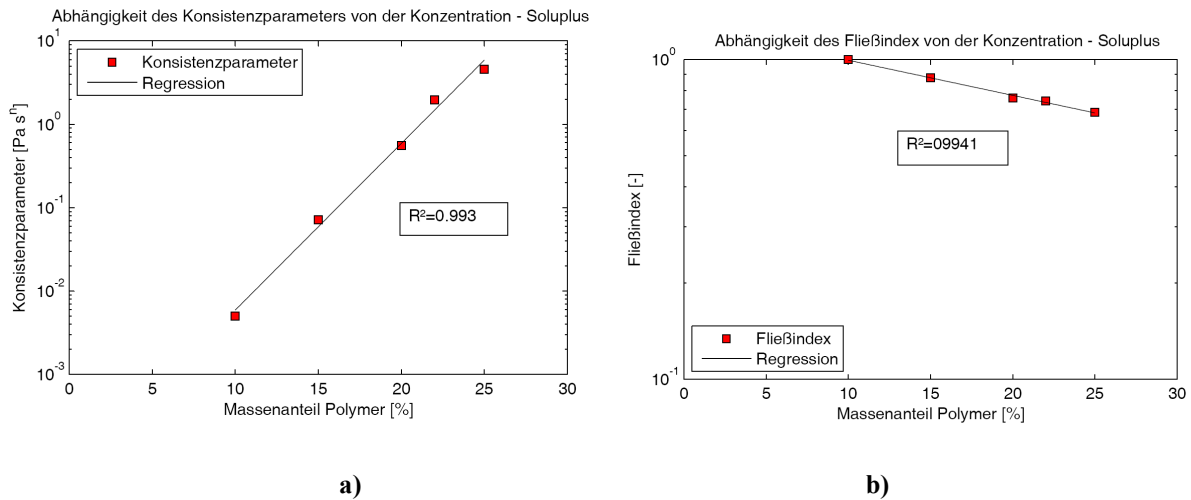 Abhängigkeit des Konsistenzparameters von der Konzentration - Soluplus
10^1
10^0
10^-1
10^-2
10^-3
Konsistenzparameter [Pa s^n]
Konsistenzparameter
Regression
R²=0.993
0 5 10 15 20 25 30
Massenanteil Polymer [%]
a)
Abhängigkeit des Fließindex von der Konzentration - Soluplus
10^0
10^-1
Fließindex [-]
R²=09941
Fließindex
Regression
0 5 10 15 20 25 30
Massenanteil Polymer [%]
b)